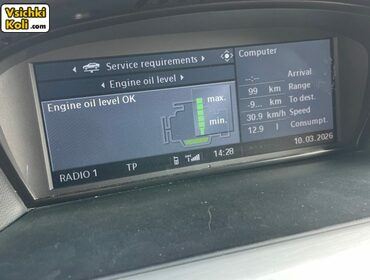 Vsichki
Koli.com
Service requirements
Engine oil level
Engine oil level OK
max.
min.
Computer
--:-- Arrival
99 km Range
-9... km To dest.
30.9 km/h Speed
12.9 l Consumpt.
RADIO 1 TP 14:28 10.03.2026